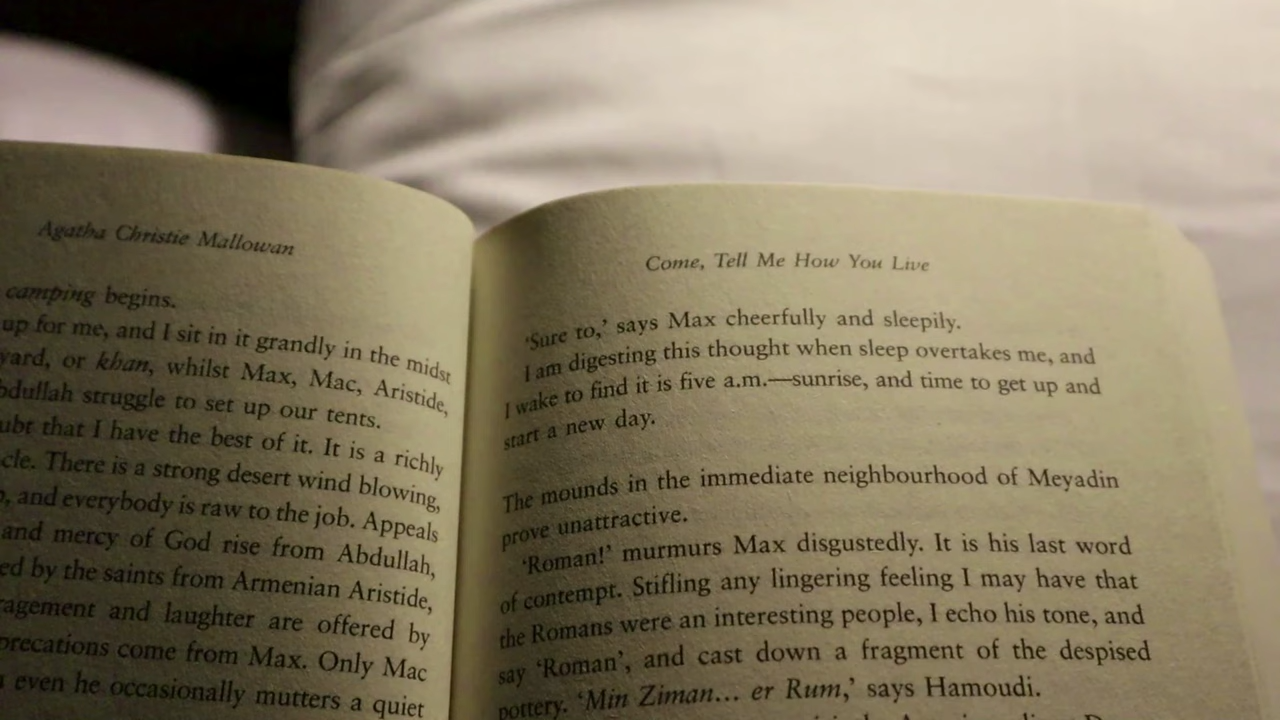 Agatha Christie Mallowan
camping begins.
up for me, and I sit in it grandly in the midst
yard, or khan, whilst Max, Mac, Aristide,
bdullah struggle to set up our tents.
ubt that I have the best of it. It is a richly
cle. There is a strong desert wind blowing,
and everybody is raw to the job. Appeals
and mercy of God rise from Abdullah,
ed by the saints from Armenian Aristide,
ragement and laughter are offered by
precations come from Max. Only Mac
even he occasionally mutters a quiet
Come, Tell Me How You Live
‘Sure to,’ says Max cheerfully and sleepily.
I am digesting this thought when sleep overtakes me, and
I wake to find it is five a.m.—sunrise, and time to get up and
start a new day.
The mounds in the immediate neighbourhood of Meyadin
prove unattractive.
‘Roman!’ murmurs Max disgustedly. It is his last word
of contempt. Stifling any lingering feeling I may have that
the Romans were an interesting people, I echo his tone, and
say ‘Roman’, and cast down a fragment of the despised
pottery. ‘Min Ziman... er Rum,’ says Hamoudi.